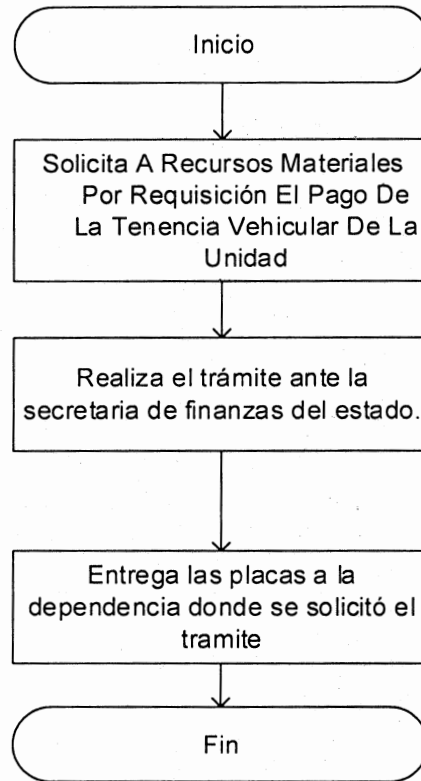 Inicio
Solicita A Recursos Materiales
Por Requisición El Pago De
La Tenencia Vehicular De La
Unidad
Realiza el trámite ante la
secretaria de finanzas del estado.
Entrega las placas a la
dependencia donde se solicitó el
tramite
Fin